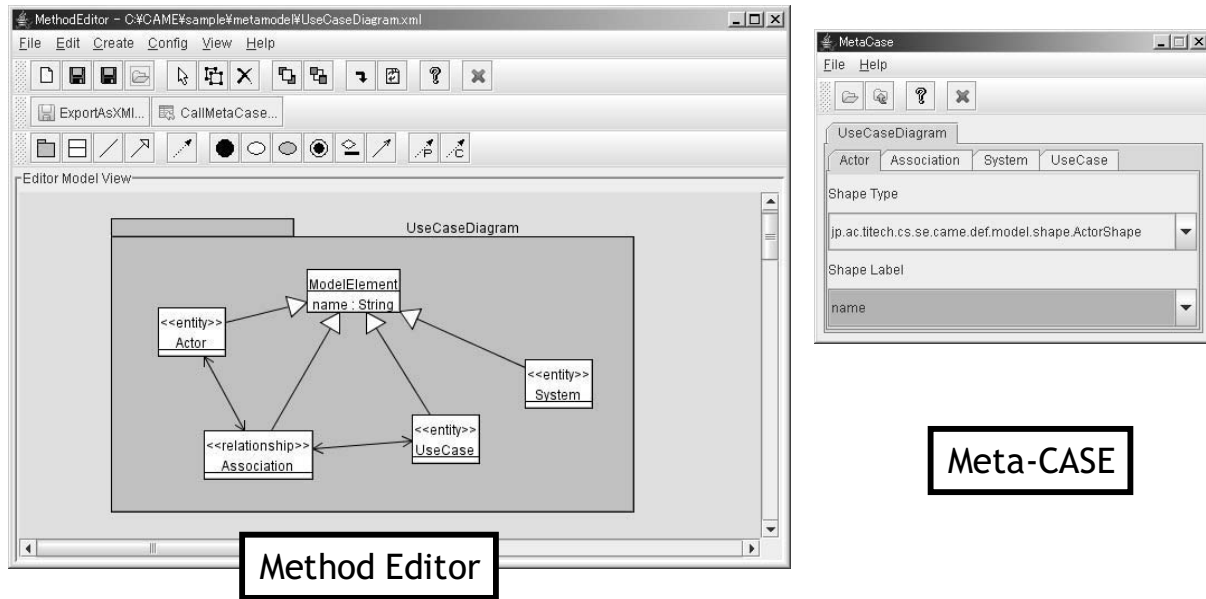 MethodEditor - C:¥CAME¥sample¥metamodel¥UseCaseDiagram.xml
File Edit Create Config View Help
ExportAsXMI... CallMetaCase...
P C
Editor Model View
UseCaseDiagram
ModelElement
name : String
<<entity>>
Actor
<<entity>>
System
<<relationship>>
Association
<<entity>>
UseCase
Method Editor
MetaCase
File Help
UseCaseDiagram
Actor Association System UseCase
Shape Type
jp.ac.titech.cs.se.came.def.model.shape.ActorShape
Shape Label
name
Meta-CASE